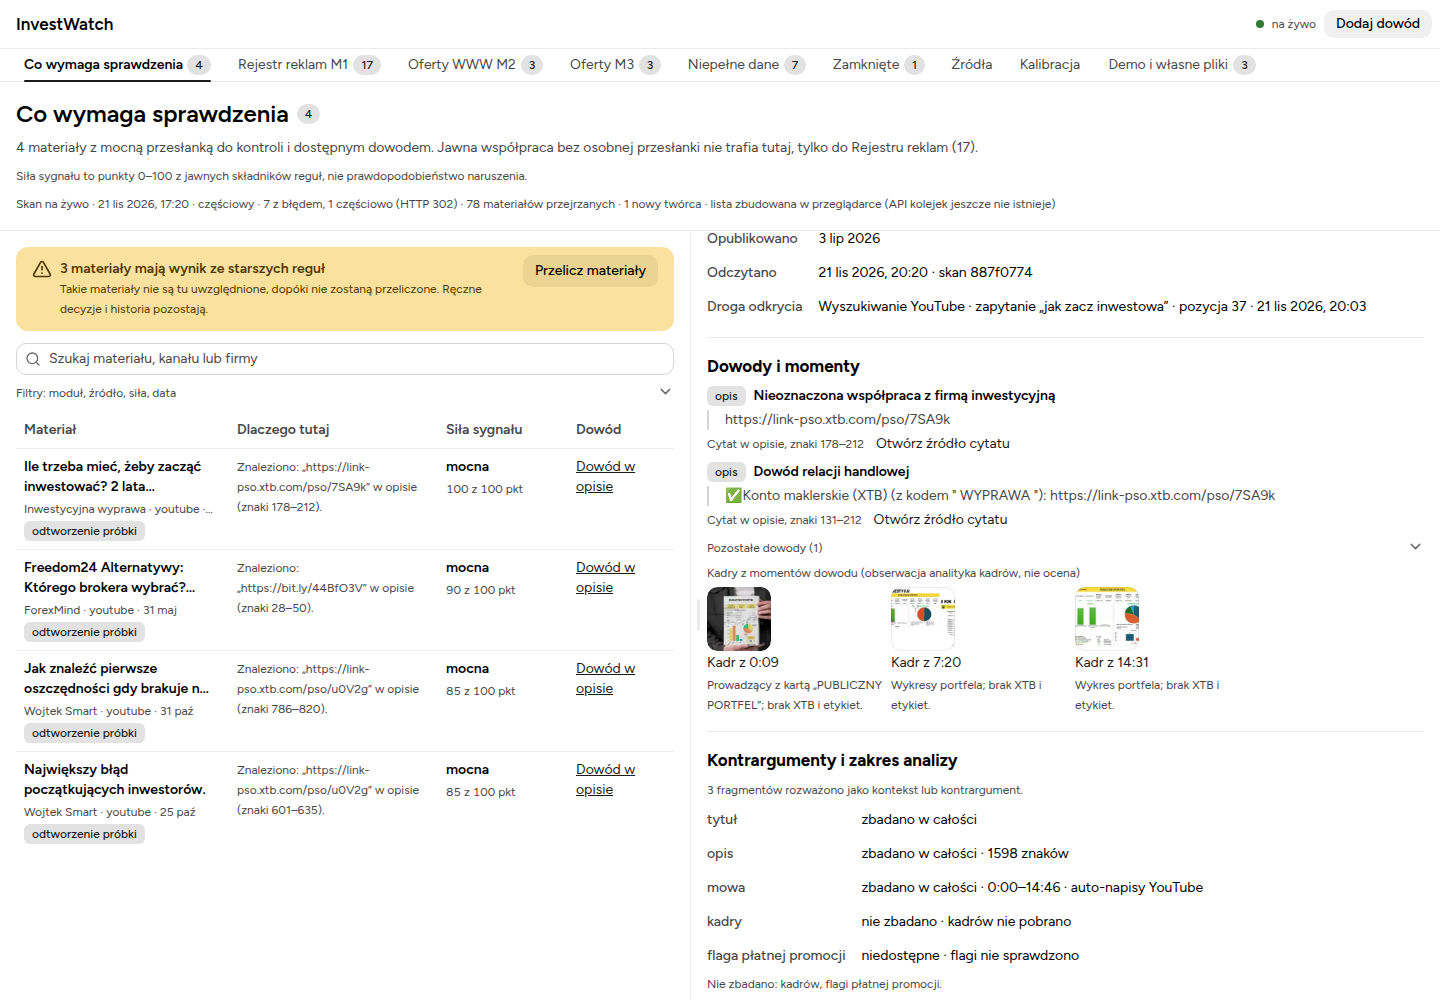 InvestWatch
na żywo
Dodaj dowód
Co wymaga sprawdzenia 4
Rejestr reklam M1 17
Oferty WWW M2 3
Oferty M3 3
Niepełne dane 7
Zamknięte 1
Źródła
Kalibracja
Demo i własne pliki 3
Co wymaga sprawdzenia 4
4 materiały z mocną przesłanką do kontroli i dostępnym dowodem. Jawna współpraca bez osobnej przesłanki nie trafia tutaj, tylko do Rejestru reklam (17).
Siła sygnału to punkty 0–100 z jawnych składników reguł, nie prawdopodobieństwo naruszenia.
Skan na żywo · 21 lis 2026, 17:20 · częściowy · 7 z błędem, 1 częściowo (HTTP 302) · 78 materiałów przejrzanych · 1 nowy twórca · lista zbudowana w przeglądarce (API kolejek jeszcze nie istnieje)
3 materiały mają wynik ze starszych reguł
Takie materiały nie są tu uwzględnione, dopóki nie zostaną przeliczone. Ręczne
decyzje i historia pozostają.
Przelicz materiały
Szukaj materiału, kanału lub firmy
Filtry: moduł, źródło, siła, data
Materiał
Dlaczego tutaj
Siła sygnału
Dowód
Ile trzeba mieć, żeby zacząć
inwestować? 2 lata...
Inwestycyjna wyprawa · youtube ·...
odtworzenie próbki
Znaleziono: „https://link-
pso.xtb.com/pso/7SA9k” w opisie
(znaki 178–212).
mocna
100 z 100 pkt
Dowód w
opisie
Freedom24 Alternatywy:
Którego brokera wybrać?...
ForexMind · youtube · 31 maj
odtworzenie próbki
Znaleziono:
„https://bit.ly/44BfO3V” w opisie
(znaki 28–50).
mocna
90 z 100 pkt
Dowód w
opisie
Jak znaleźć pierwsze
oszczędności gdy brakuje n...
Wojtek Smart · youtube · 31 paź
odtworzenie próbki
Znaleziono: „https://link-
pso.xtb.com/pso/u0V2g” w opisie
(znaki 786–820).
mocna
85 z 100 pkt
Dowód w
opisie
Największy błąd
początkujących inwestorów.
Wojtek Smart · youtube · 25 paź
odtworzenie próbki
Znaleziono: „https://link-
pso.xtb.com/pso/u0V2g” w opisie
(znaki 601–635).
mocna
85 z 100 pkt
Dowód w
opisie
Opublikowano 3 lip 2026
Odczytano 21 lis 2026, 20:20 · skan 887f0774
Droga odkrycia Wyszukiwanie YouTube · zapytanie „jak zacz inwestowa” · pozycja 37 · 21 lis 2026, 20:03
Dowody i momenty
opis Nieoznaczona współpraca z firmą inwestycyjną
https://link-pso.xtb.com/pso/7SA9k
Cytat w opisie, znaki 178–212 Otwórz źródło cytatu
opis Dowód relacji handlowej
✅Konto maklerskie (XTB) (z kodem " WYPRAWA "): https://link-pso.xtb.com/pso/7SA9k
Cytat w opisie, znaki 131–212 Otwórz źródło cytatu
Pozostałe dowody (1)
Kadry z momentów dowodu (obserwacja analityka kadrów, nie ocena)
Kadr z 0:09
Prowadzący z kartą „PUBLICZNY
PORTFEL”; brak XTB i etykiet.
Kadr z 7:20
Wykresy portfela; brak XTB i
etykiet.
Kadr z 14:31
Wykres portfela; brak XTB i
etykiet.
Kontrargumenty i zakres analizy
3 fragmentów rozważono jako kontekst lub kontrargument.
tytuł zbadano w całości
opis zbadano w całości · 1598 znaków
mowa zbadano w całości · 0:00–14:46 · auto-napisy YouTube
kadry nie zbadano · kadrów nie pobrano
flaga płatnej promocji niedostępne · flagi nie sprawdzono
Nie zbadano: kadrów, flagi płatnej promocji.